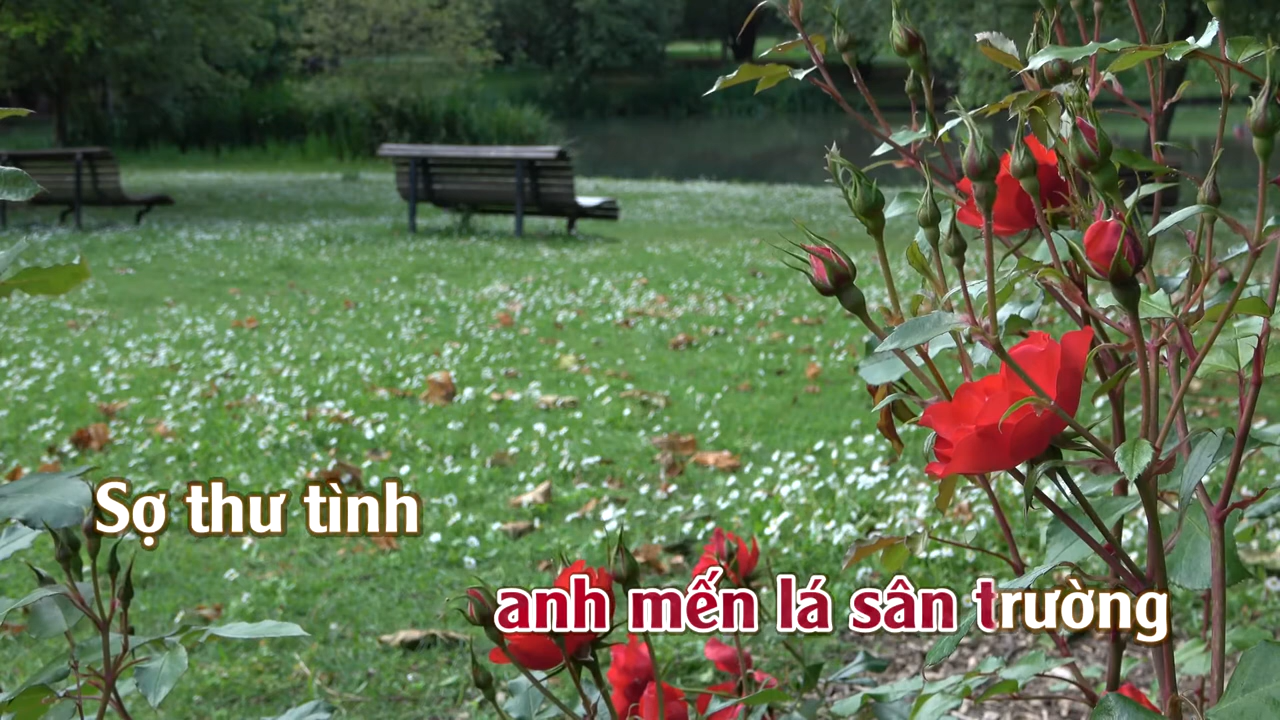 Sợ thư tình
anh mến lá sân trường